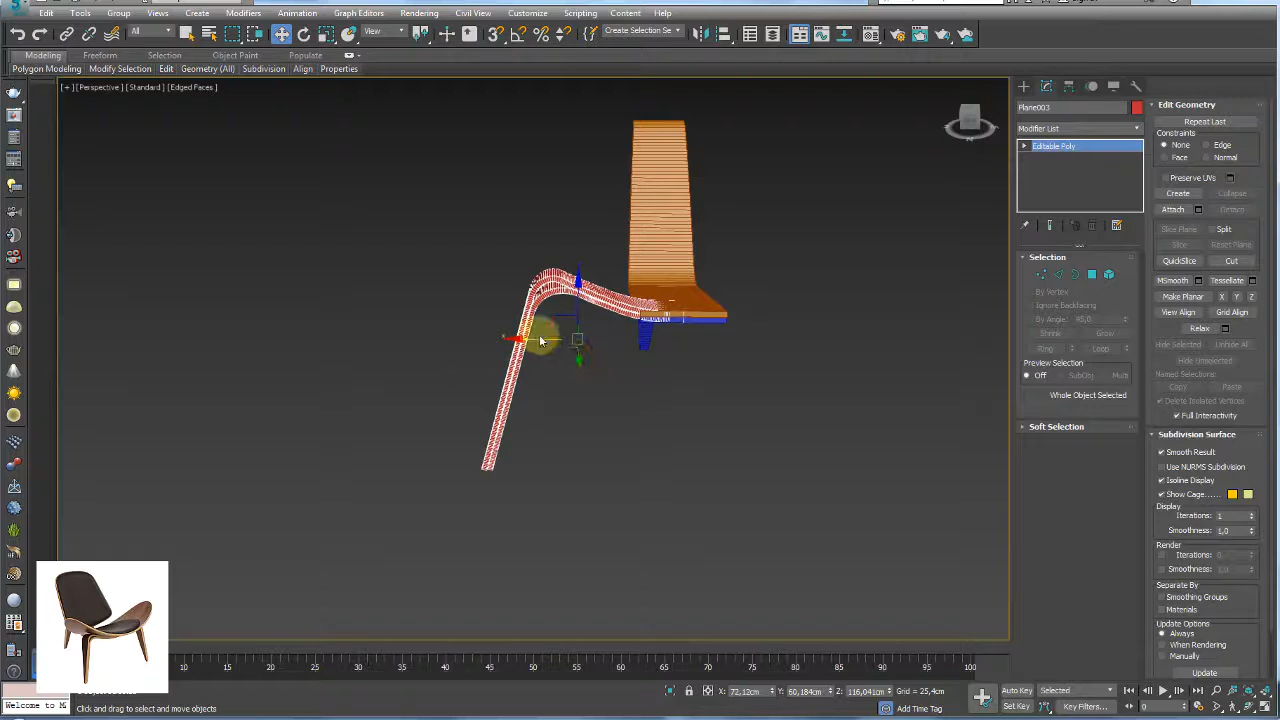 Edit Tools Group Views Create Modifiers Animation Graph Editors Rendering Civil View Customize Scripting Content Help
All View Create Selection Se
Modeling Freeform Selection Object Paint Populate
Polygon Modeling Modify Selection Edit Geometry (All) Subdivision Align Properties
[+][Perspective][Standard][Edged Faces]
Plane003
Modifier List
Editable Poly
Selection
By Vertex
Ignore Backfacing
By Angle: 45,0
Shrink Grow
Ring Loop
Preview Selection
Off SubObj Multi
Whole Object Selected
Soft Selection
Edit Geometry
Repeat Last
Constraints
None Edge
Face Normal
Preserve UVs
Create Collapse
Attach Detach
Slice Plane Split
Slice Reset Plane
QuickSlice Cut
MSmooth Tessellate
Make Planar X Y Z
View Align Grid Align
Relax
Hide Selected Unhide All
Hide Unselected
Named Selections:
Copy Paste
Delete Isolated Vertices
Full Interactivity
Subdivision Surface
Smooth Result
Use NURMS Subdivision
Isoline Display
Show Cage......
Display
Iterations: 1
Smoothness: 1,0
Render
Iterations: 0
Smoothness:
Separate By
Smoothing Groups
Materials
Update Options
Always
When Rendering
Manually
Update
10 15 20 25 30 35 40 45 50 55 60 65 70 75 80 85 90 95 100
X: 72,12cm Y: 60,184cm Z: 116,041cm Grid = 25,4cm
Auto Key Selected
Welcome to M
Click and drag to select and move objects
Add Time Tag
Set Key Key Filters... 0